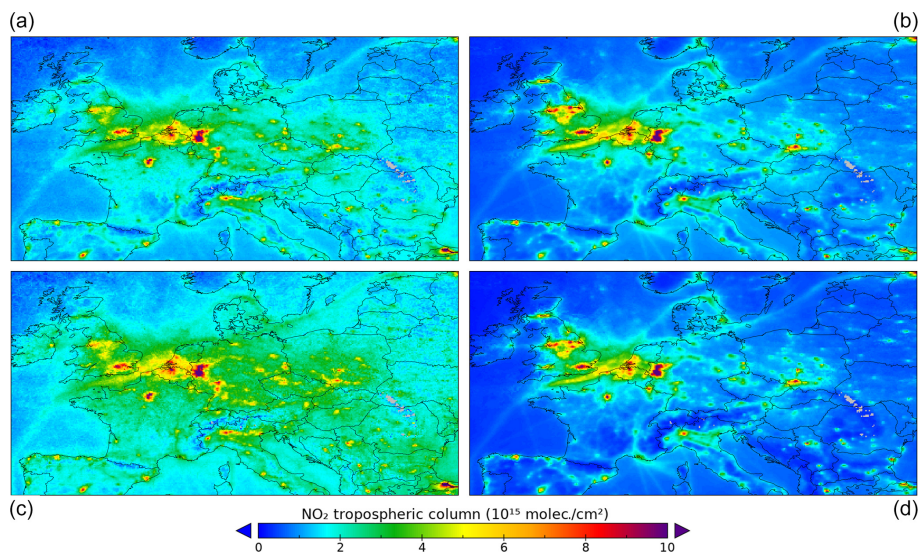 (a)
(b)
(c)
(d)
NO₂ tropospheric column (10¹⁵ molec./cm²)
0 2 4 6 8 10